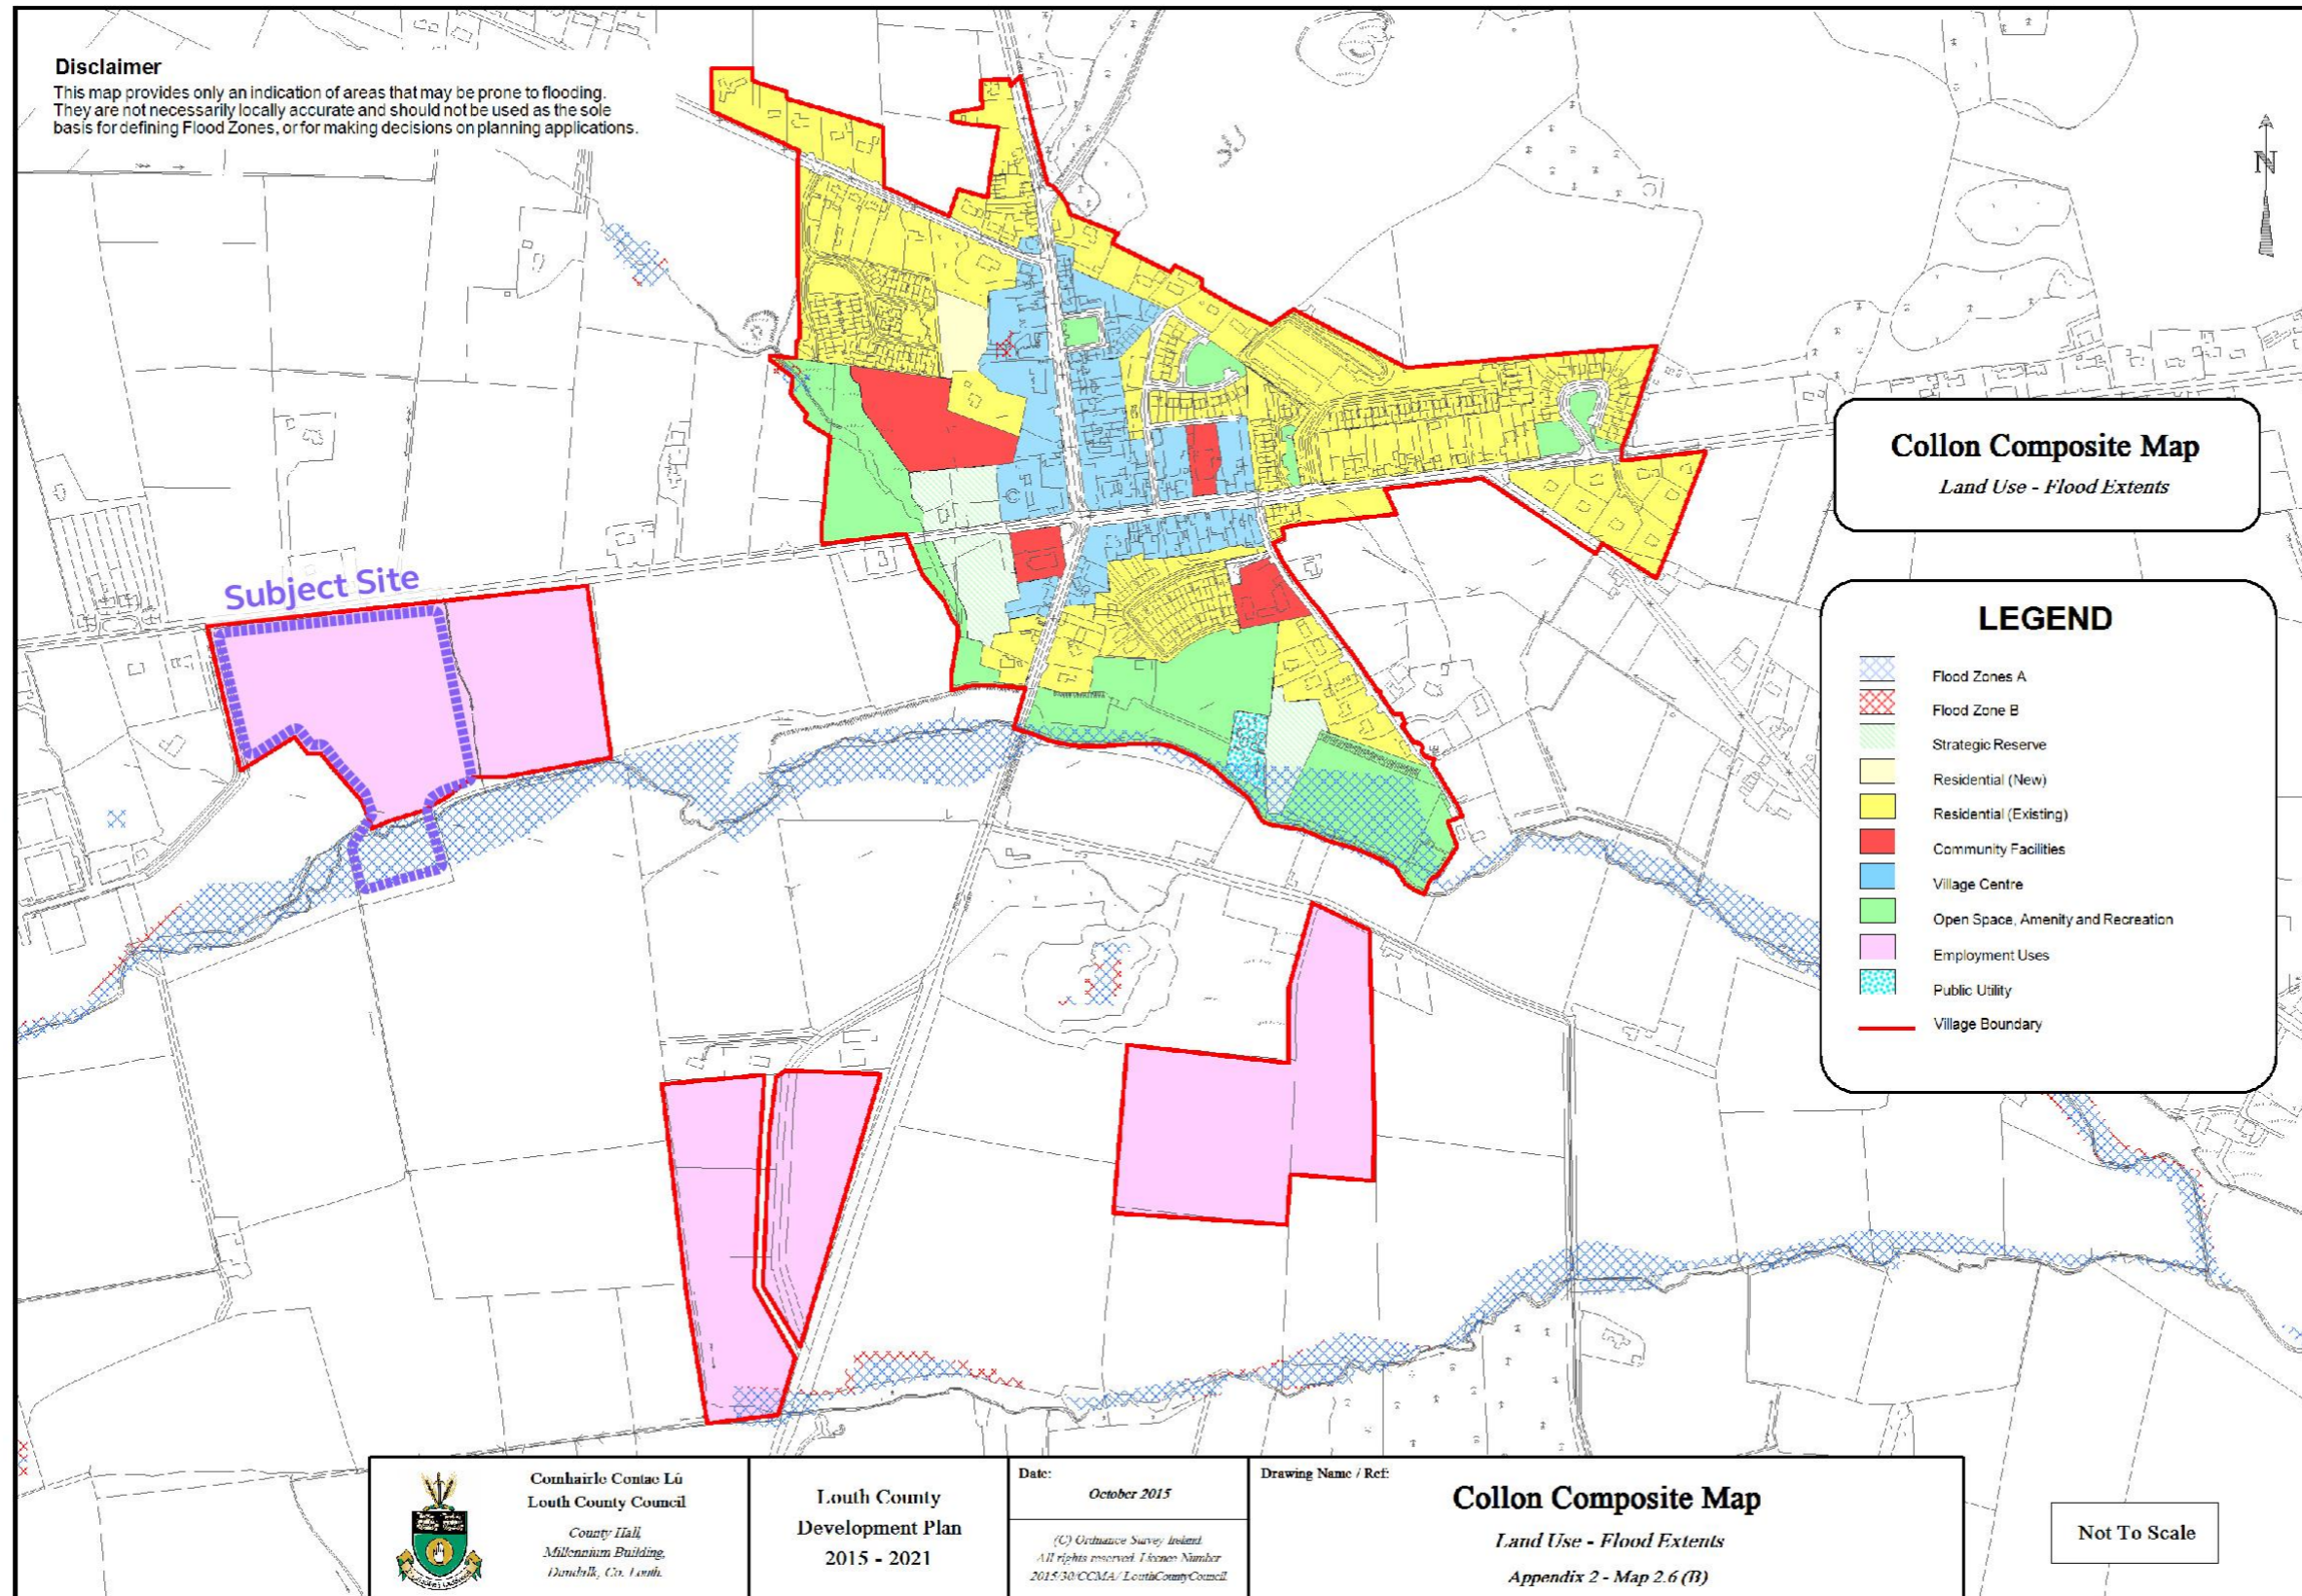 Disclaimer
This map provides only an indication of areas that may be prone to flooding.
They are not necessarily locally accurate and should not be used as the sole
basis for defining Flood Zones, or for making decisions on planning applications.
N
Collon Composite Map
Land Use - Flood Extents
Subject Site
LEGEND
Flood Zones A
Flood Zone B
Strategic Reserve
Residential (New)
Residential (Existing)
Community Facilities
Village Centre
Open Space, Amenity and Recreation
Employment Uses
Public Utility
Village Boundary
Comhairle Contae Lú
Louth County Council
County Hall,
Millennium Building,
Dundalk, Co. Louth.
Louth County
Development Plan
2015 - 2021
Date:
October 2015
(C) Ordnance Survey Ireland.
All rights reserved. Licence Number
2015/30/CCMA/ LouthCountyCouncil.
Drawing Name / Ref:
Collon Composite Map
Land Use - Flood Extents
Appendix 2 - Map 2.6 (B)
Not To Scale